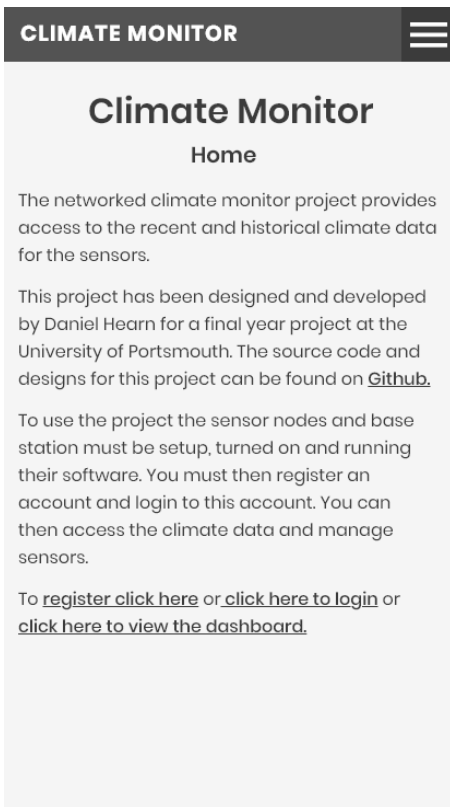 CLIMATE MONITOR
Climate Monitor
Home
The networked climate monitor project provides
access to the recent and historical climate data
for the sensors.
This project has been designed and developed
by Daniel Hearn for a final year project at the
University of Portsmouth. The source code and
designs for this project can be found on Github.
To use the project the sensor nodes and base
station must be setup, turned on and running
their software. You must then register an
account and login to this account. You can
then access the climate data and manage
sensors.
To register click here or click here to login or
click here to view the dashboard.